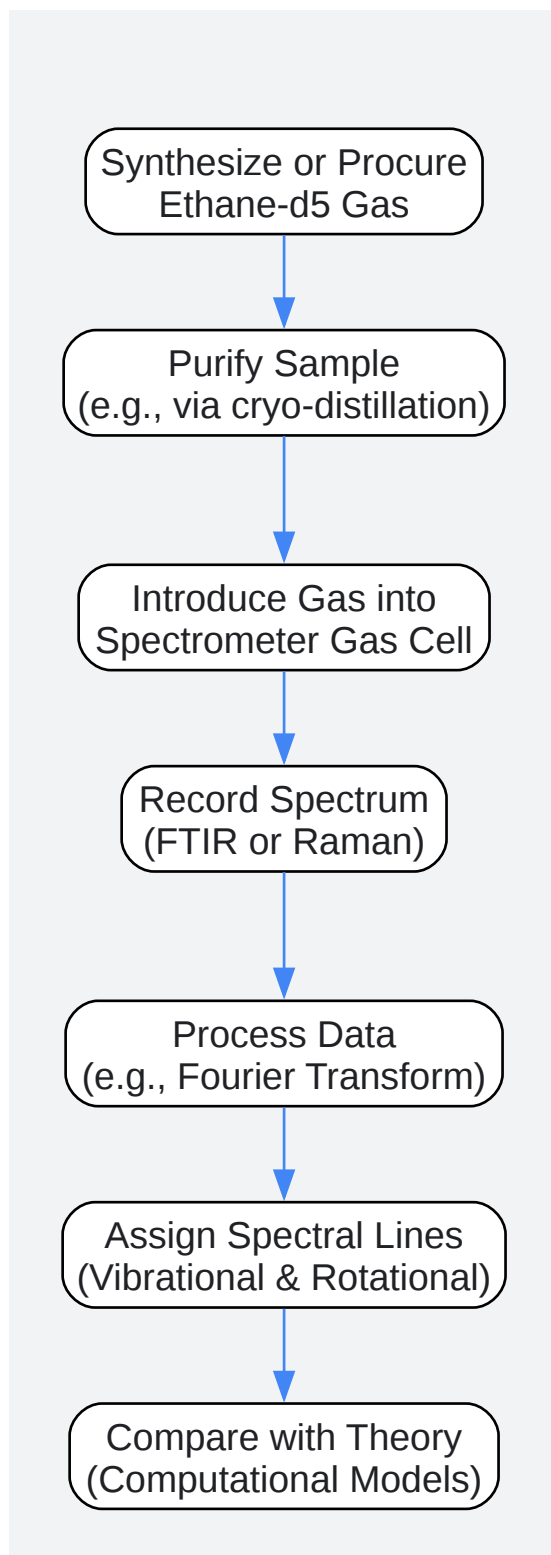 Synthesize or Procure
Ethane-d5 Gas
Purify Sample
(e.g., via cryo-distillation)
Introduce Gas into
Spectrometer Gas Cell
Record Spectrum
(FTIR or Raman)
Process Data
(e.g., Fourier Transform)
Assign Spectral Lines
(Vibrational & Rotational)
Compare with Theory
(Computational Models)